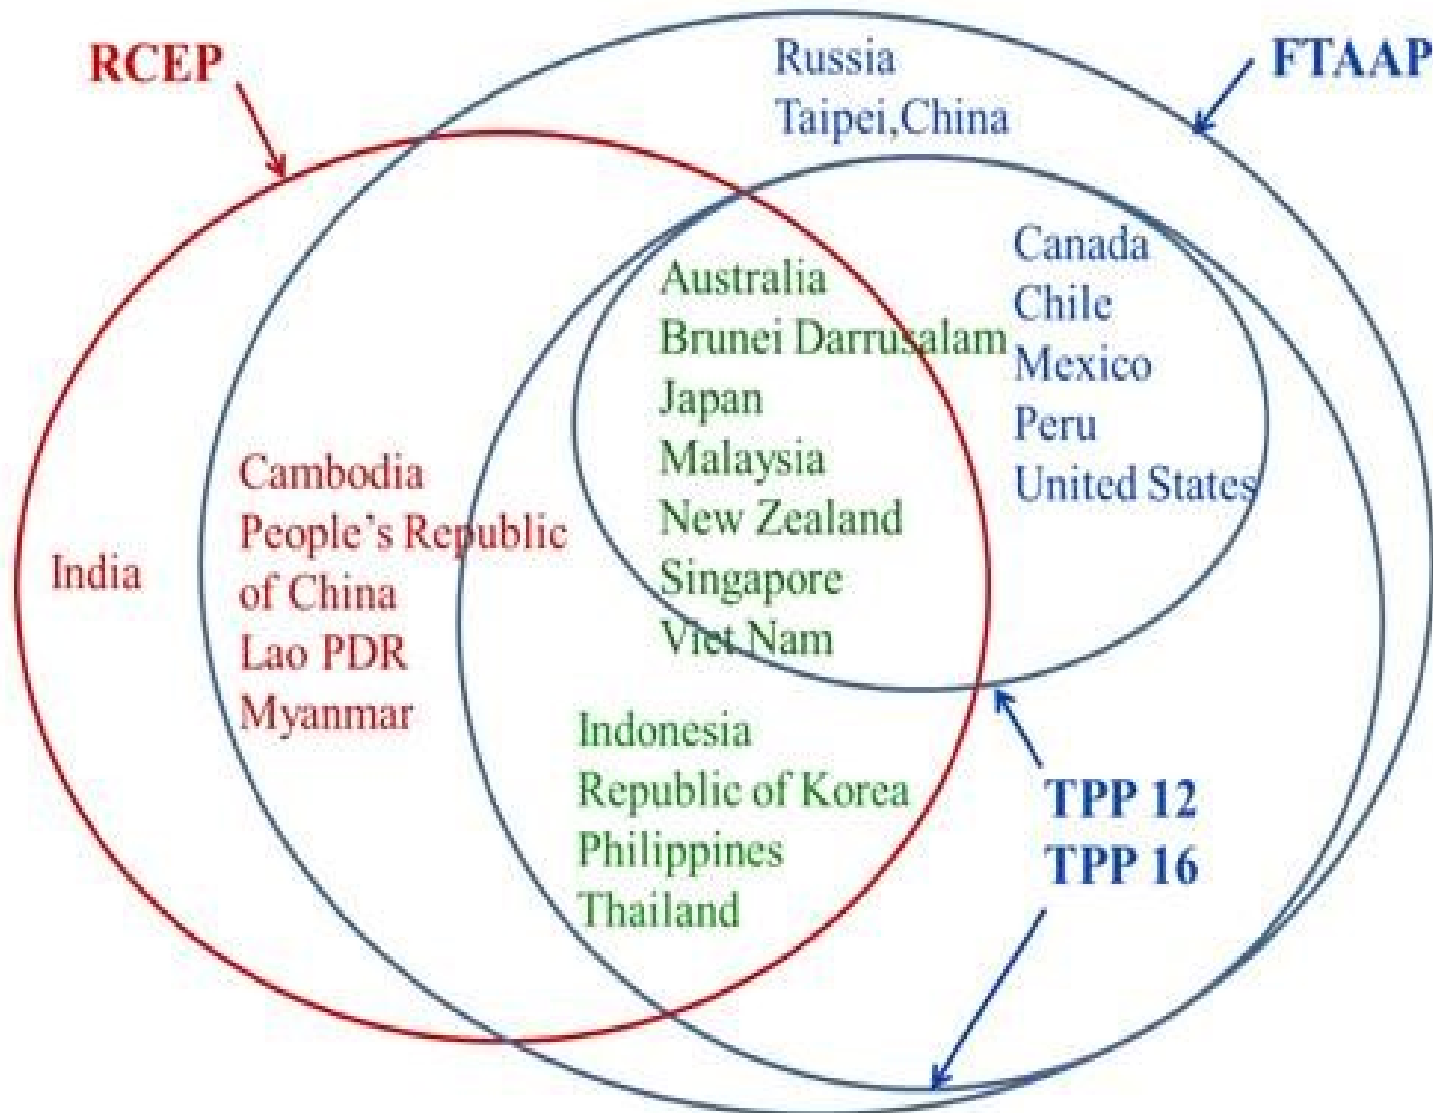 RCEP
FTAAP
Russia
Taipei,China
Canada
Chile
Mexico
Peru
United States
Australia
Brunei Darrusalam
Japan
Malaysia
New Zealand
Singapore
Viet Nam
Cambodia
People's Republic
of China
Lao PDR
Myanmar
India
Indonesia
Republic of Korea
Philippines
Thailand
TPP 12
TPP 16